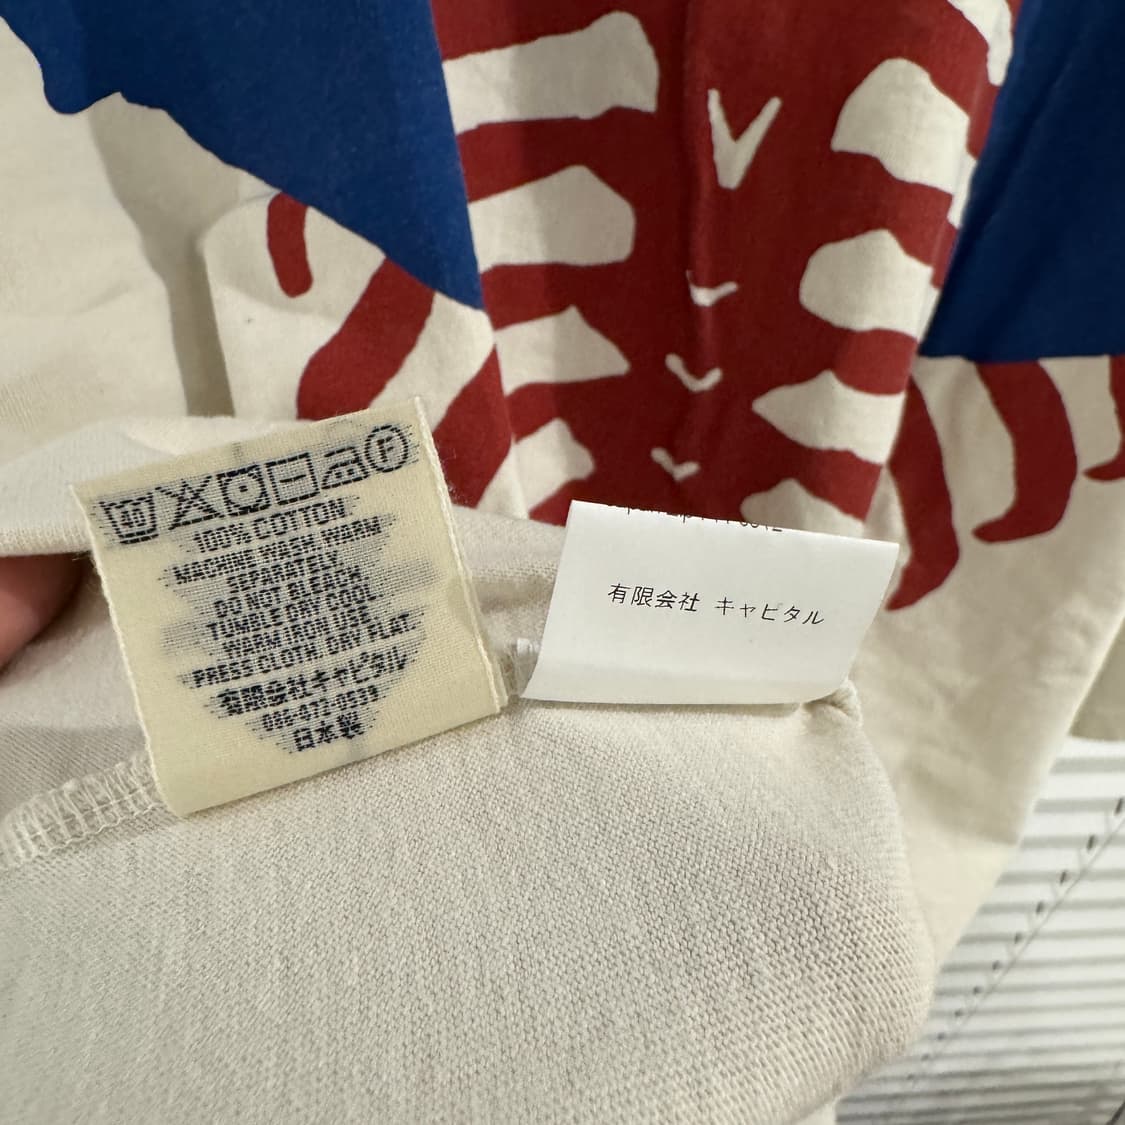 100% COTTON
MACHINE WASH WARM
SEPARATELY
DO NOT BLEACH
TUMBLE DRY COOL
WARM IRON USE
PRESS CLOTH DRY FLAT
有限会社キャピタル
日本製
有限会社 キャピタル